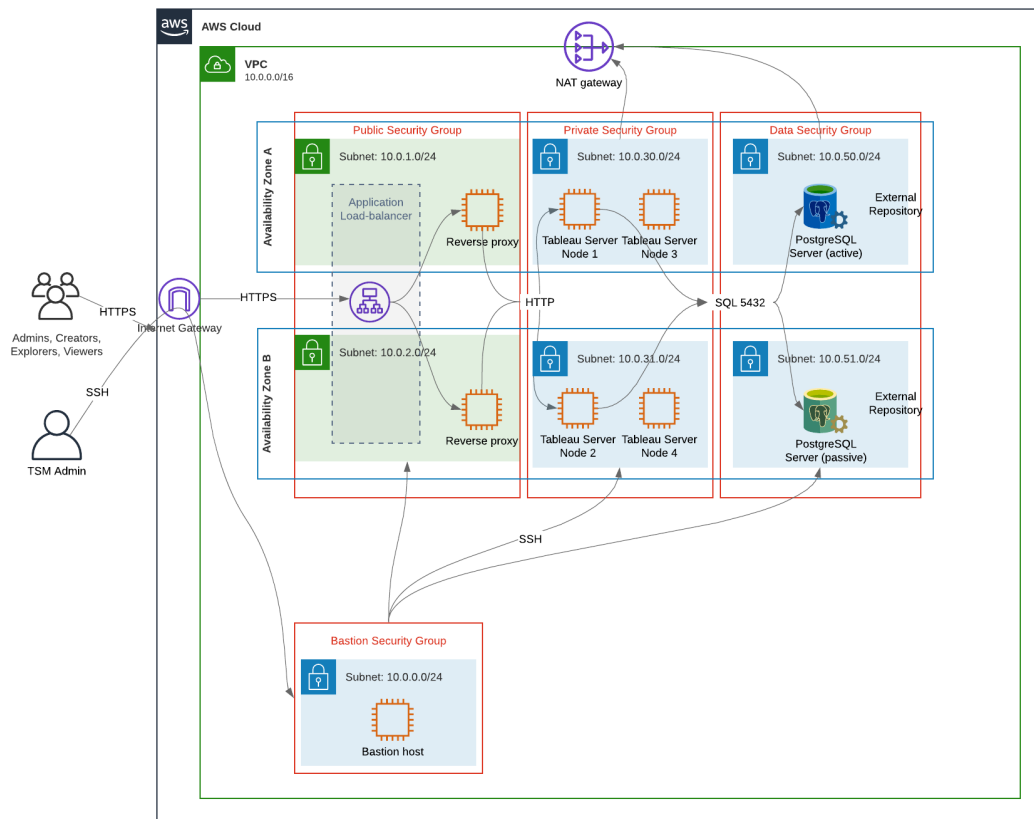 aws
AWS Cloud
VPC
10.0.0.0/16
NAT gateway
Public Security Group
Private Security Group
Data Security Group
Availability Zone A
Subnet: 10.0.1.0/24
Subnet: 10.0.30.0/24
Subnet: 10.0.50.0/24
Application
Load-balancer
Reverse proxy
Tableau Server
Node 1
Tableau Server
Node 3
External
Repository
PostgreSQL
Server (active)
HTTPS
HTTPS
HTTP
SQL 5432
Internet Gateway
Admins, Creators,
Explorers, Viewers
SSH
TSM Admin
Availability Zone B
Subnet: 10.0.2.0/24
Subnet: 10.0.31.0/24
Subnet: 10.0.51.0/24
Reverse proxy
Tableau Server
Node 2
Tableau Server
Node 4
External
Repository
PostgreSQL
Server (passive)
SSH
Bastion Security Group
Subnet: 10.0.0.0/24
Bastion host